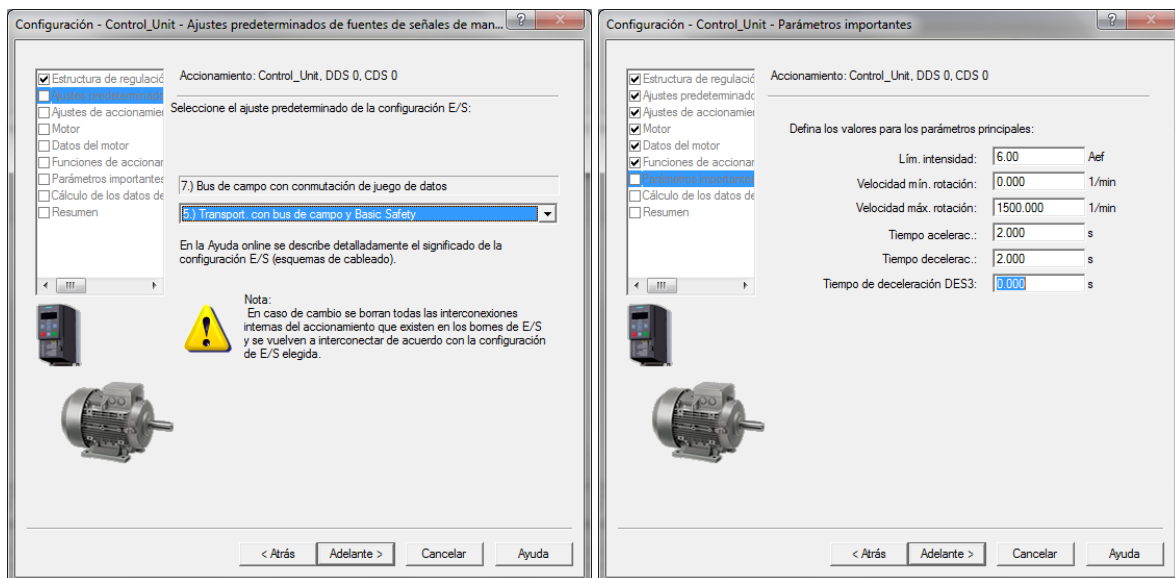 Configuración - Control_Unit - Ajustes predeterminados de fuentes de señales de man...
Estructura de regulació
Ajustes predeterminado
Ajustes de accionamien
Motor
Datos del motor
Funciones de accionar
Parámetros importantes
Cálculo de los datos de
Resumen
Accionamiento: Control_Unit, DDS 0, CDS 0
Seleccione el ajuste predeterminado de la configuración E/S:
7.) Bus de campo con conmutación de juego de datos
5.) Transport. con bus de campo y Basic Safety
En la Ayuda online se describe detalladamente el significado de la
configuración E/S (esquemas de cableado).
Nota:
En caso de cambio se borran todas las interconexiones
internas del accionamiento que existen en los bornes de E/S
y se vuelven a interconectar de acuerdo con la configuración
de E/S elegida.
< Atrás Adelante > Cancelar Ayuda
Configuración - Control_Unit - Parámetros importantes
Estructura de regulació
Ajustes predeterminado
Ajustes de accionamien
Motor
Datos del motor
Funciones de accionar
Parámetros importantes
Cálculo de los datos de
Resumen
Accionamiento: Control_Unit, DDS 0, CDS 0
Defina los valores para los parámetros principales:
Lím. intensidad: 6.00 Aef
Velocidad mín. rotación: 0.000 1/min
Velocidad máx. rotación: 1500.000 1/min
Tiempo acelerac.: 2.000 s
Tiempo decelerac.: 2.000 s
Tiempo de deceleración DES3: 0.000 s
< Atrás Adelante > Cancelar Ayuda